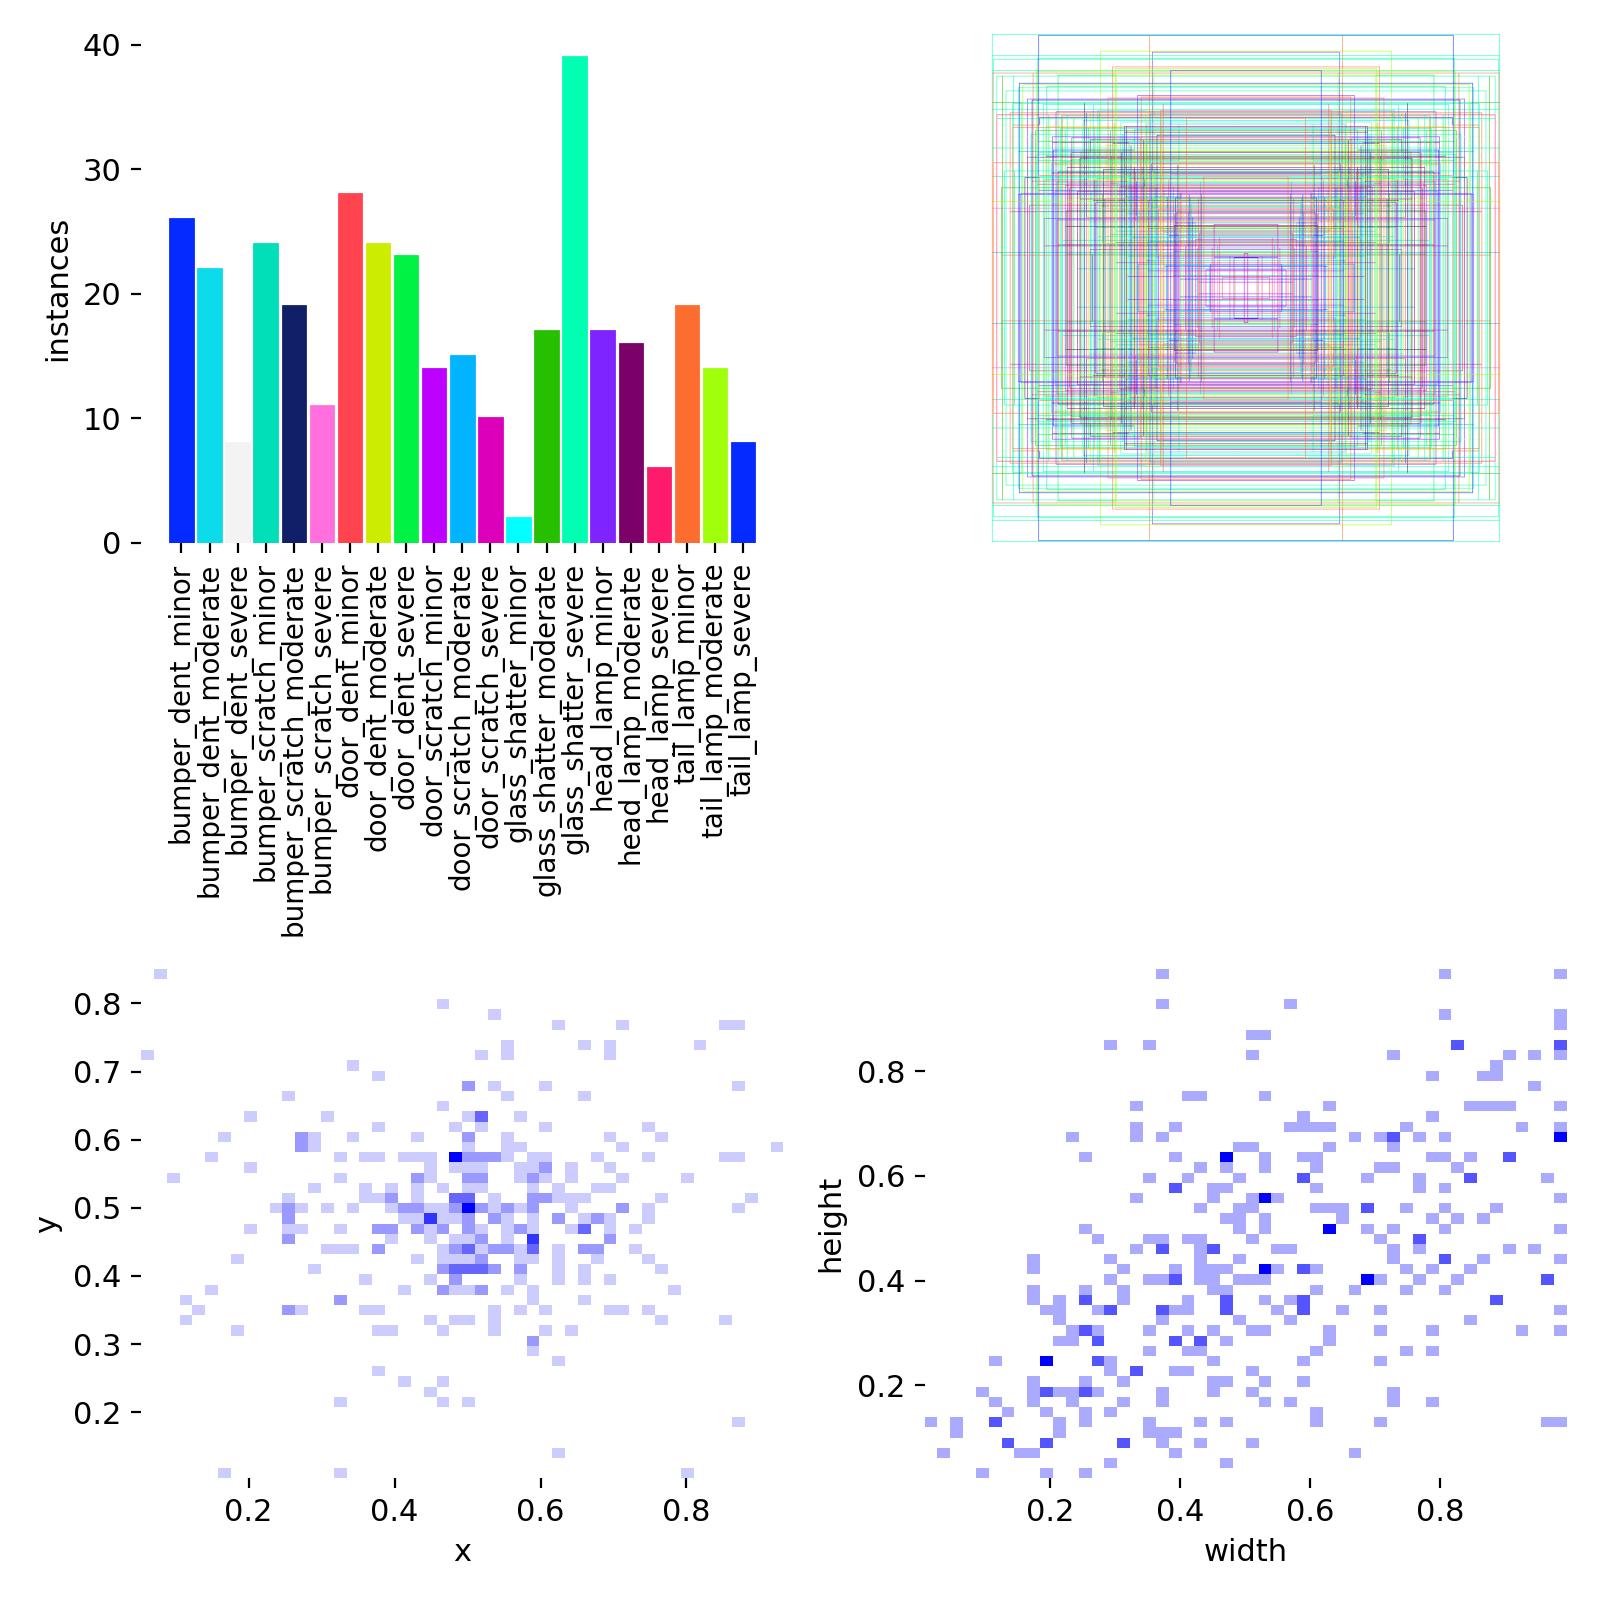 40
30
20
10
0
instances
bumper_dent_minor
bumper_dent_moderate
bumper_dent_severe
bumper_scratch_minor
bumper_scratch_moderate
bumper_scratch_severe
door_dent_minor
door_dent_moderate
door_dent_severe
door_scratch_minor
door_scratch_moderate
door_scratch_severe
glass_shatter_minor
glass_shatter_moderate
glass_shatter_severe
head_lamp_minor
head_lamp_moderate
head_lamp_severe
tail_lamp_minor
tail_lamp_moderate
tail_lamp_severe
0.8
0.7
0.6
0.5
0.4
0.3
0.2
y
0.2 0.4 0.6 0.8
x
0.8
0.6
0.4
0.2
height
0.2 0.4 0.6 0.8
width